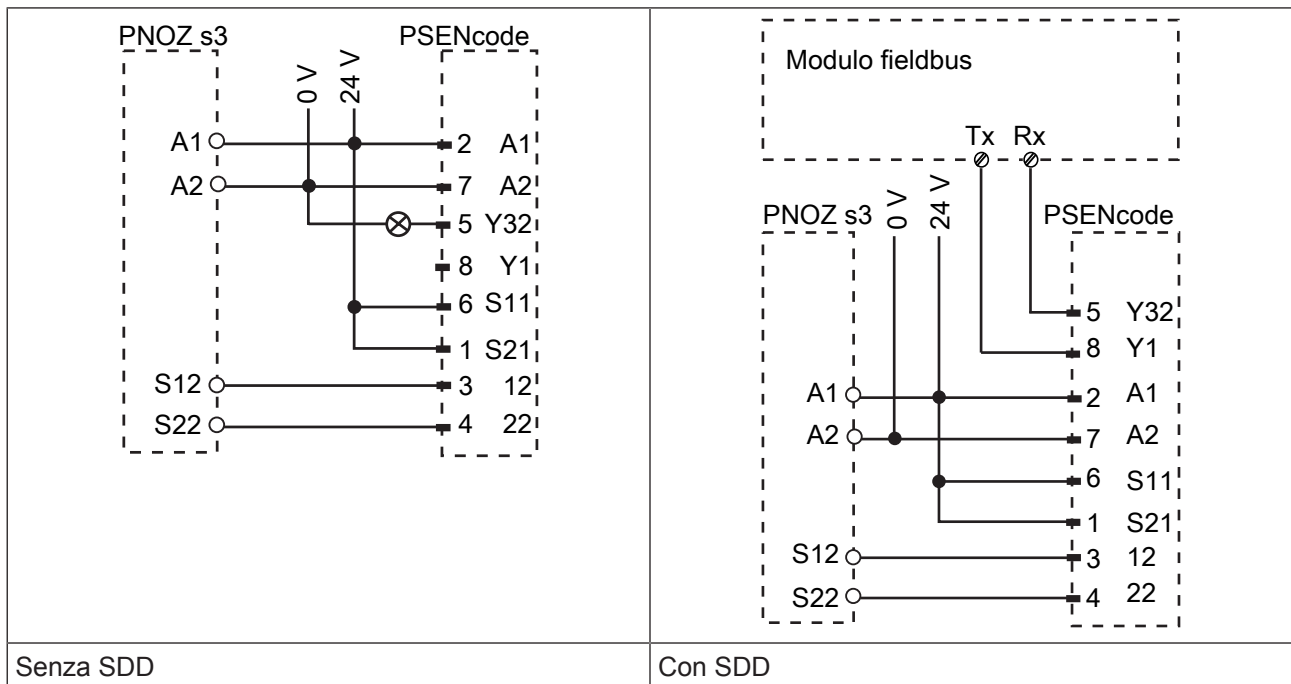 PNOZ s3 PSENcode
0 V
24 V
A1 2 A1
A2 7 A2
5 Y32
8 Y1
6 S11
1 S21
S12 3 12
S22 4 22
Senza SDD
Modulo fieldbus
Tx Rx
PNOZ s3 PSENcode
0 V
24 V
5 Y32
8 Y1
A1 2 A1
A2 7 A2
6 S11
1 S21
S12 3 12
S22 4 22
Con SDD